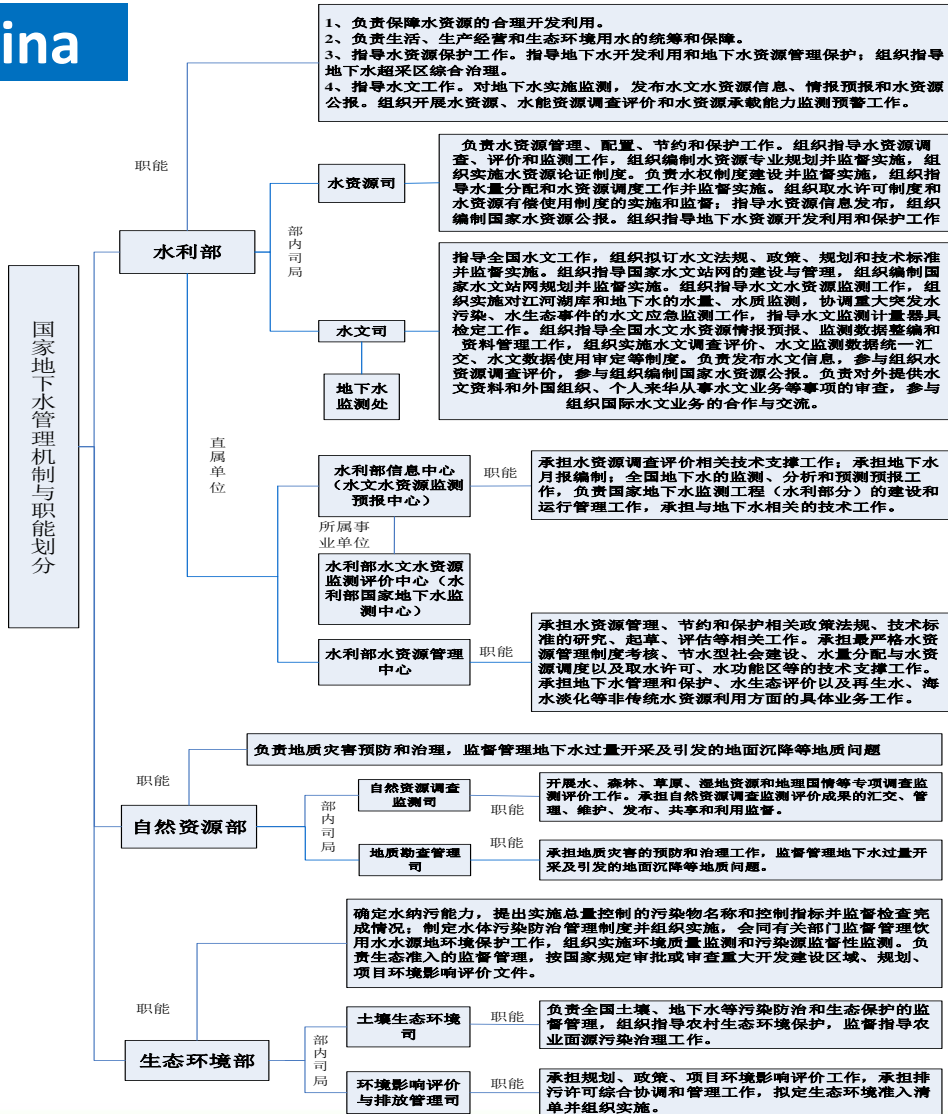 ina
1、负责保障水资源的合理开发利用。
2、负责生活、生产经营和生态环境用水的统筹和保障。
3、指导水资源保护工作。指导地下水开发利用和地下水资源管理保护；组织指导
地下水超采区综合治理。
4、指导水文工作。对地下水实施监测，发布水文水资源信息、情报预报和水资源
公报。组织开展水资源、水能资源调查评价和水资源承载能力监测预警工作。
职能
水资源司
负责水资源管理、配置、节约和保护工作。组织指导水资源调
查、评价和监测工作，组织编制水资源专业规划并监督实施，组
织实施水资源论证制度。负责水权制度建设并监督实施，组织指
导水量分配和水资源调度工作并监督实施。组织取水许可制度和
水资源有偿使用制度的实施和监督；指导水资源信息发布，组织
编制国家水资源公报。组织指导地下水资源开发利用和保护工作
水利部
部内司局
水文司
地下水
监测处
指导全国水文工作，组织拟订水文法规、政策、规划和技术标准
并监督实施。组织指导国家水文站网的建设与管理，组织编制国
家水文站网规划并监督实施。组织指导水文水资源监测工作，组
织实施对江河湖库和地下水的水量、水质监测，协调重大突发水
污染、水生态事件的水文应急监测工作，指导水文监测计量器具
检定工作。组织指导全国水文水资源情报预报、监测数据整编和
资料管理工作，组织实施水文调查评价、水文监测数据统一汇
交、水文数据使用审定等制度。负责发布水文信息，参与组织水
资源调查评价，参与组织编制国家水资源公报。负责对外提供水
文资料和外国组织、个人来华从事水文业务等事项的审查，参与
组织国际水文业务的合作与交流。
国家地下水管理机制与职能划分
直属单位
水利部信息中心
（水文水资源监测
预报中心）
职能
承担水资源调查评价相关技术支撑工作；承担地下水
月报编制；全国地下水的监测、分析和预测预报工
作，负责国家地下水监测工程（水利部分）的建设和
运行管理工作，承担与地下水相关的技术工作。
所属事
业单位
水利部水文水资源
监测评价中心（水
利部国家地下水监
测中心）
水利部水资源管理
中心
职能
承担水资源管理、节约和保护相关政策法规、技术标
准的研究、起草、评估等相关工作。承担最严格水资
源管理制度考核、节水型社会建设、水量分配与水资
源调度以及取水许可、水功能区等的技术支撑工作。
承担地下水管理和保护、水生态评价以及再生水、海
水淡化等非传统水资源利用方面的具体业务工作。
负责地质灾害预防和治理，监督管理地下水过量开采及引发的地面沉降等地质问题
职能
自然资源部
部内司局
自然资源调查
监测司
职能
开展水、森林、草原、湿地资源和地理国情等专项调查监
测评价工作。承担自然资源调查监测评价成果的汇交、管
理、维护、发布、共享和利用监督。
地质勘查管理
司
职能
承担地质灾害的预防和治理工作，监督管理地下水过量开
采及引发的地面沉降等地质问题。
确定水纳污能力，提出实施总量控制的污染物名称和控制指标并监督检查完
成情况；制定水体污染防治管理制度并组织实施，会同有关部门监督管理饮
用水水源地环境保护工作，组织实施环境质量监测和污染源监督性监测。负
责生态准入的监督管理，按国家规定审批或审查重大开发建设区域、规划、
项目环境影响评价文件。
职能
生态环境部
部内司局
土壤生态环境
司
职能
负责全国土壤、地下水等污染防治和生态保护的监
督管理，组织指导农村生态环境保护，监督指导农
业面源污染治理工作。
环境影响评价
与排放管理司
职能
承担规划、政策、项目环境影响评价工作，承担排
污许可综合协调和管理工作，拟定生态环境准入清
单并组织实施。